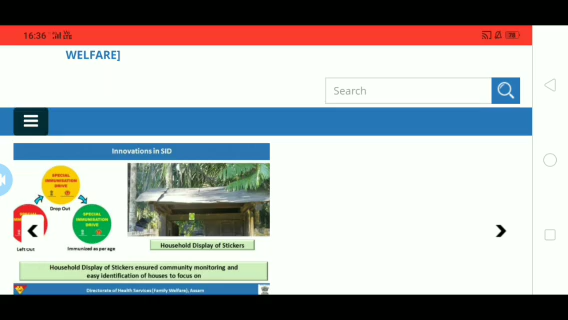 16:36
WELFARE]
Search
Innovations in SID
SPECIAL
IMMUNISATION
DRIVE
Drop Out
SPECIAL
IMMUNISATION
DRIVE
Left Out
Immunized as per age
Household Display of Stickers
Household Display of Stickers ensured community monitoring and
easy identification of houses to focus on
Directorate of Health Services (Family Welfare), Assam